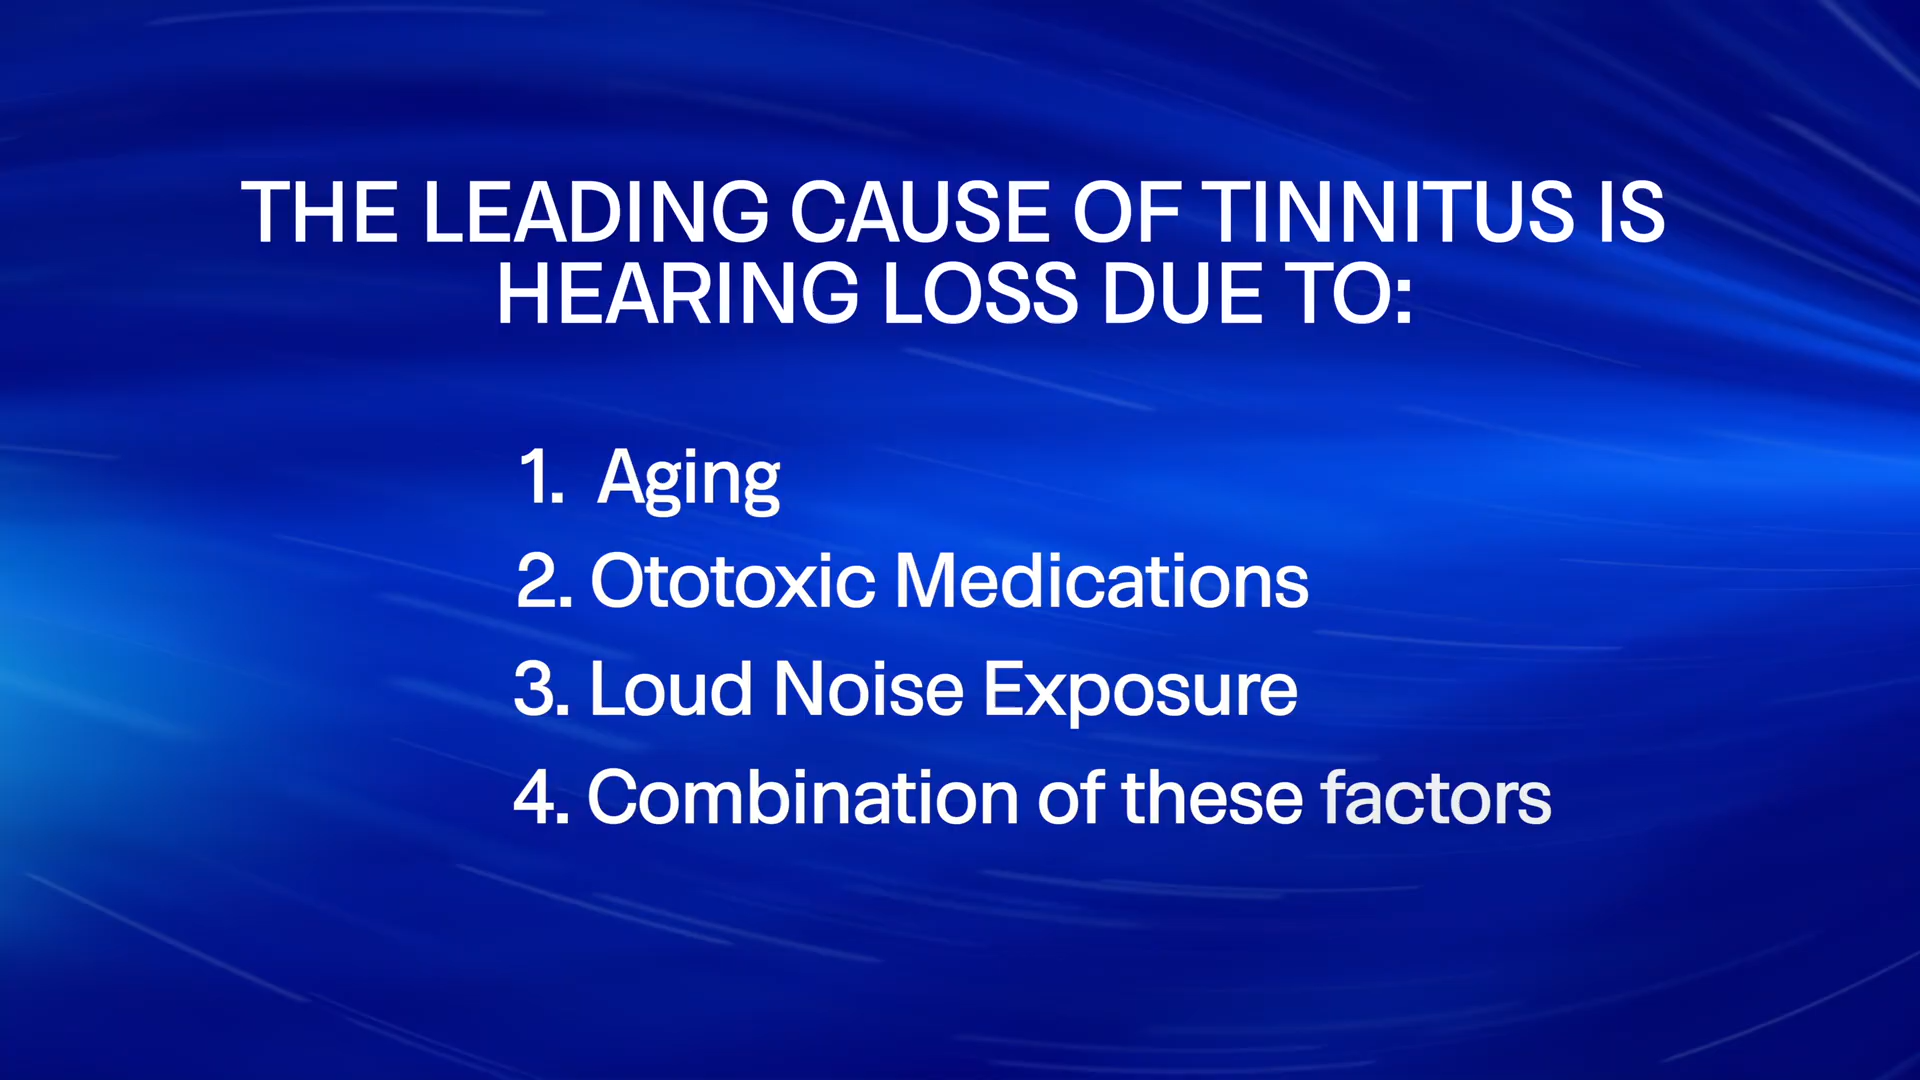 THE LEADING CAUSE OF TINNITUS IS
HEARING LOSS DUE TO:
1. Aging
2. Ototoxic Medications
3. Loud Noise Exposure
4. Combination of these factors